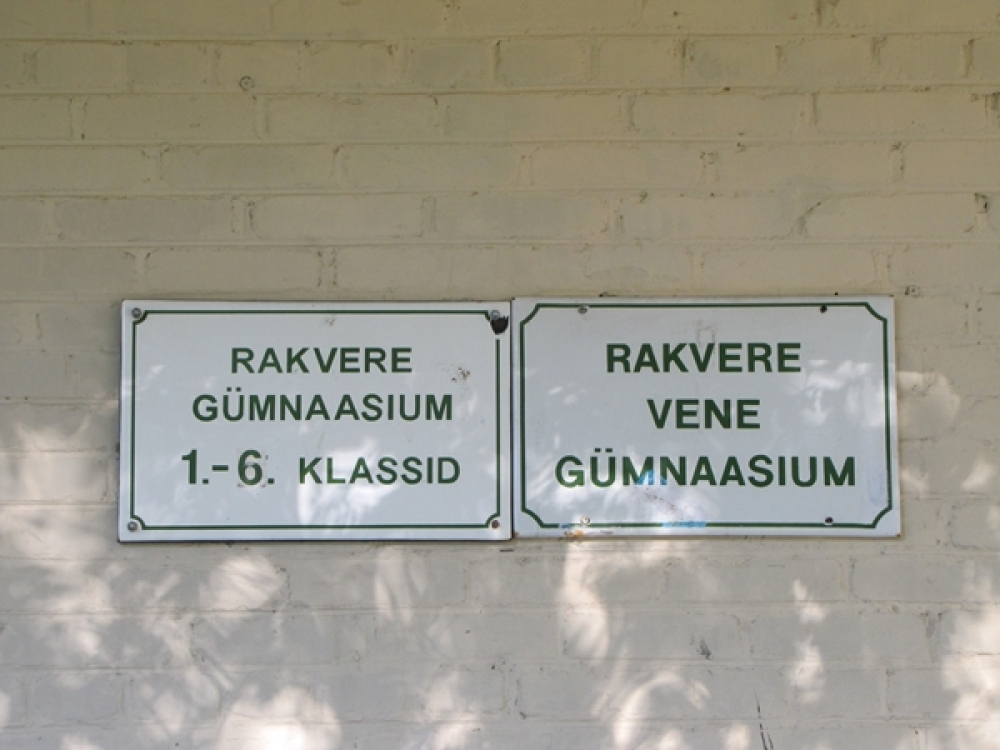 RAKVERE
GÜMNAASIUM
1.-6. KLASSID
RAKVERE
VENE
GÜMNAASIUM